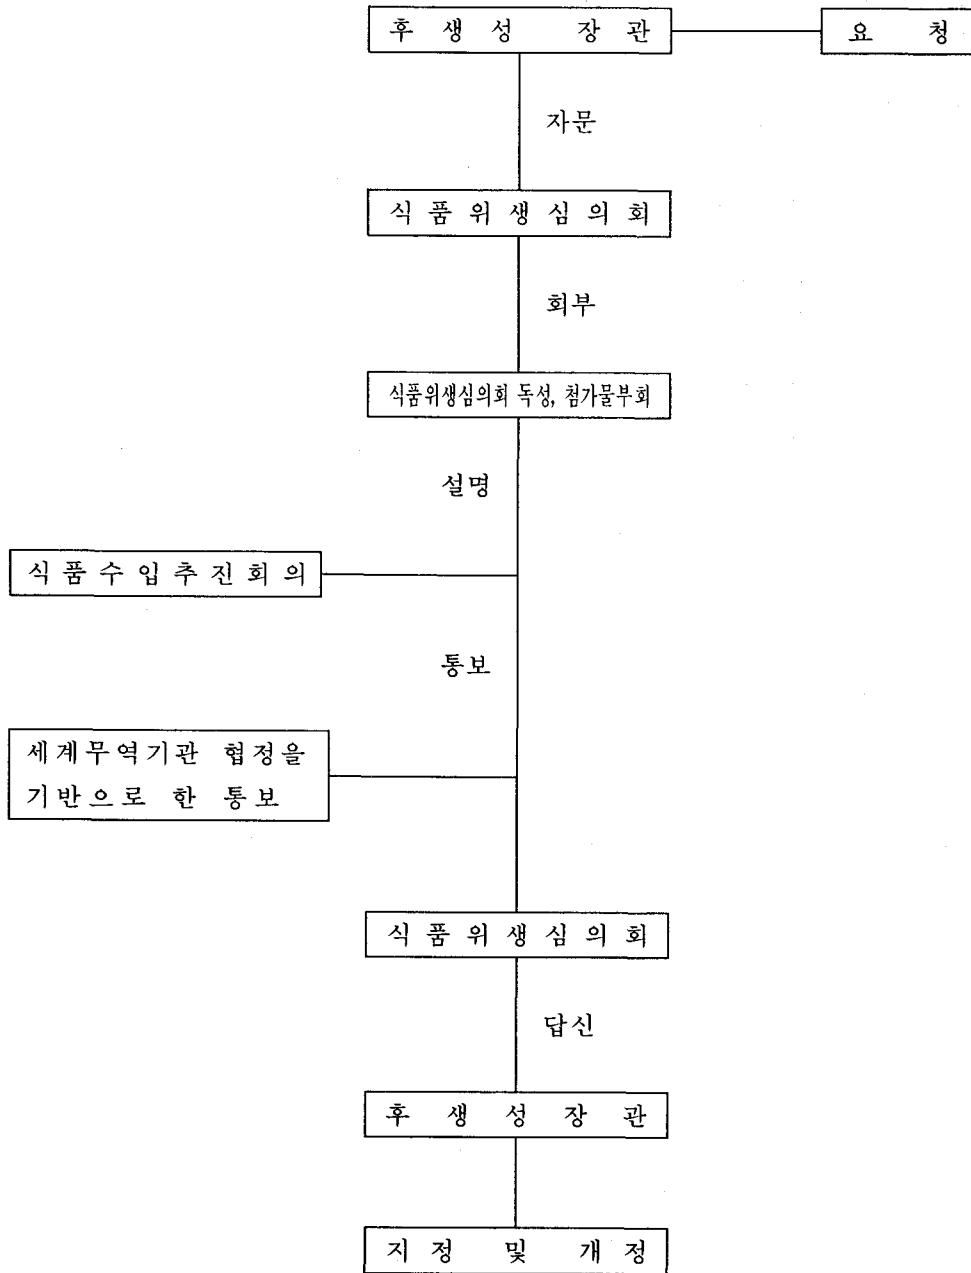 후생성 장관
요청
자문
식품위생심의회
회부
식품위생심의회 독성, 첨가물부회
설명
식품수입추진회의
통보
세계무역기관 협정을
기반으로 한 통보
식품위생심의회
답신
후생성장관
지정 및 개정